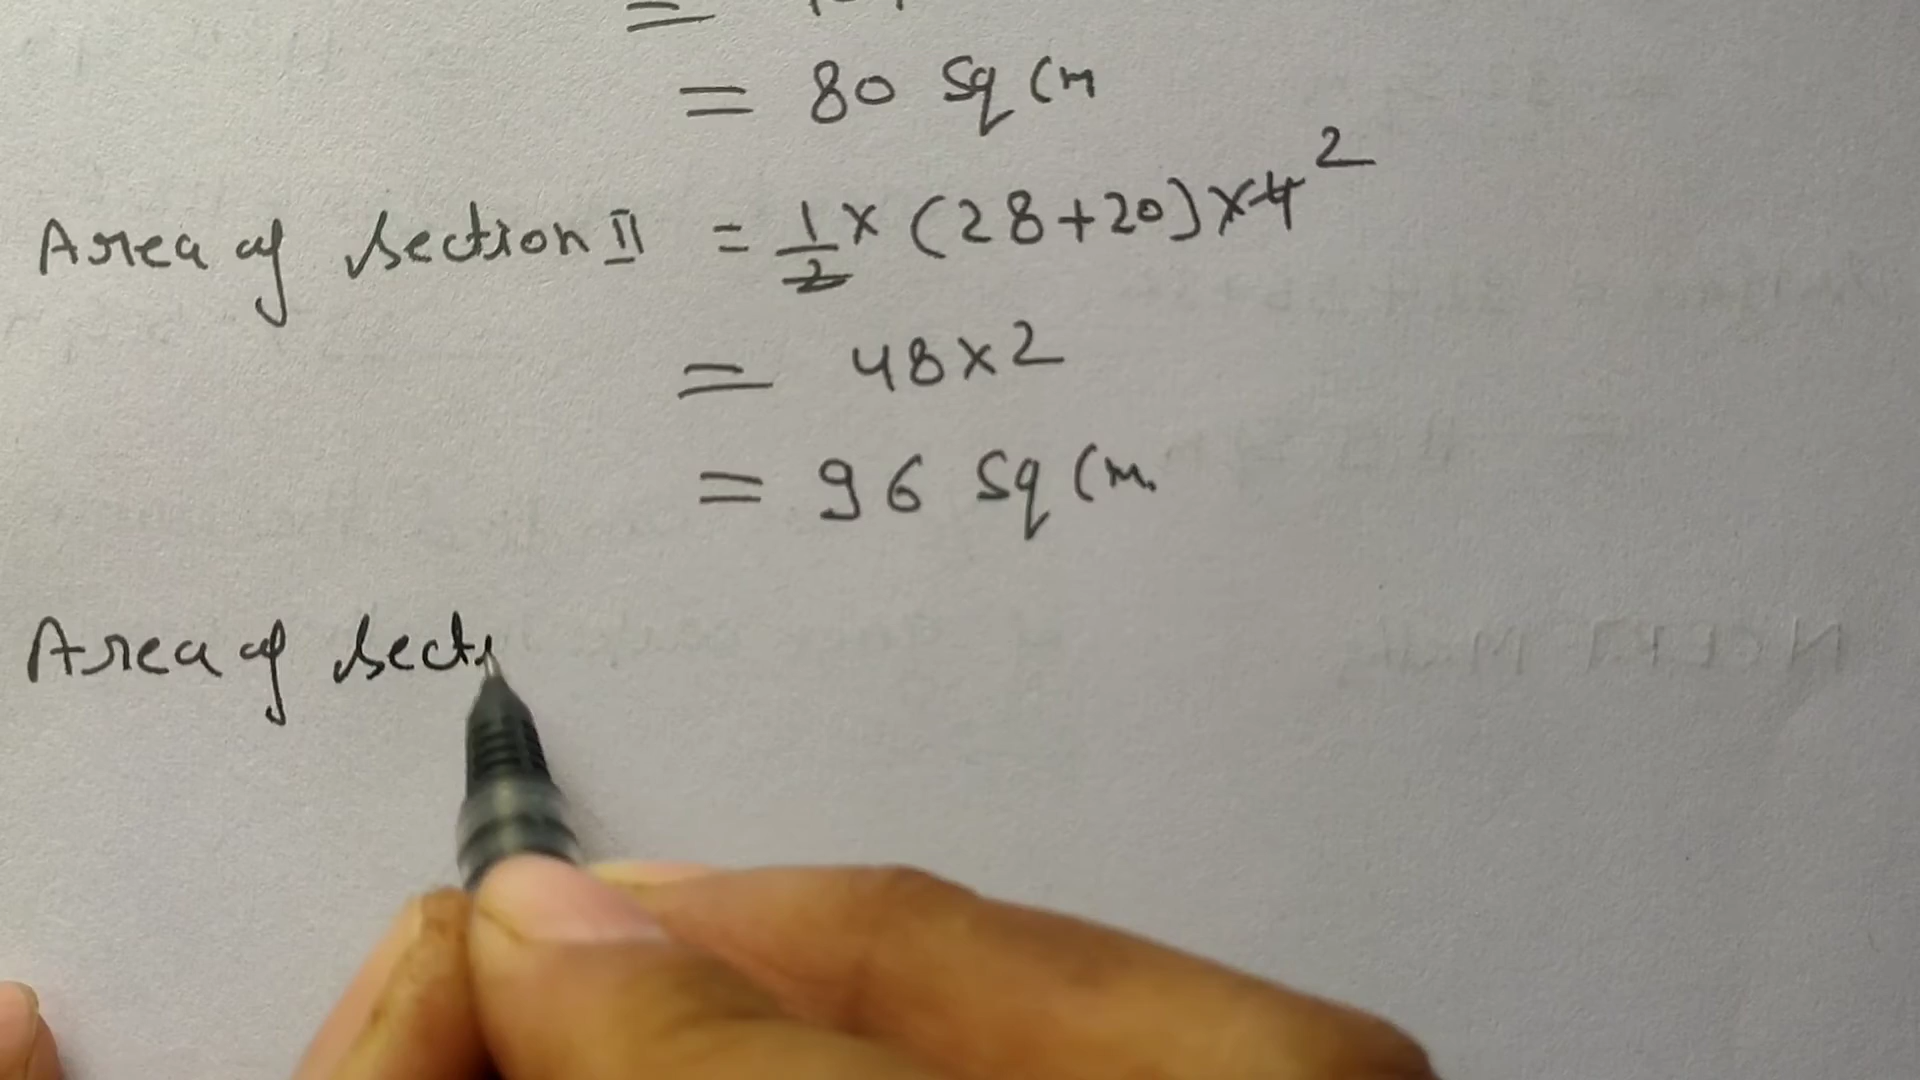 =
= 80 Sq Cm
Area of Section II = 1/2 × (28+20) × 4 2
= 48×2
= 96 Sq Cm.
Area of Secti